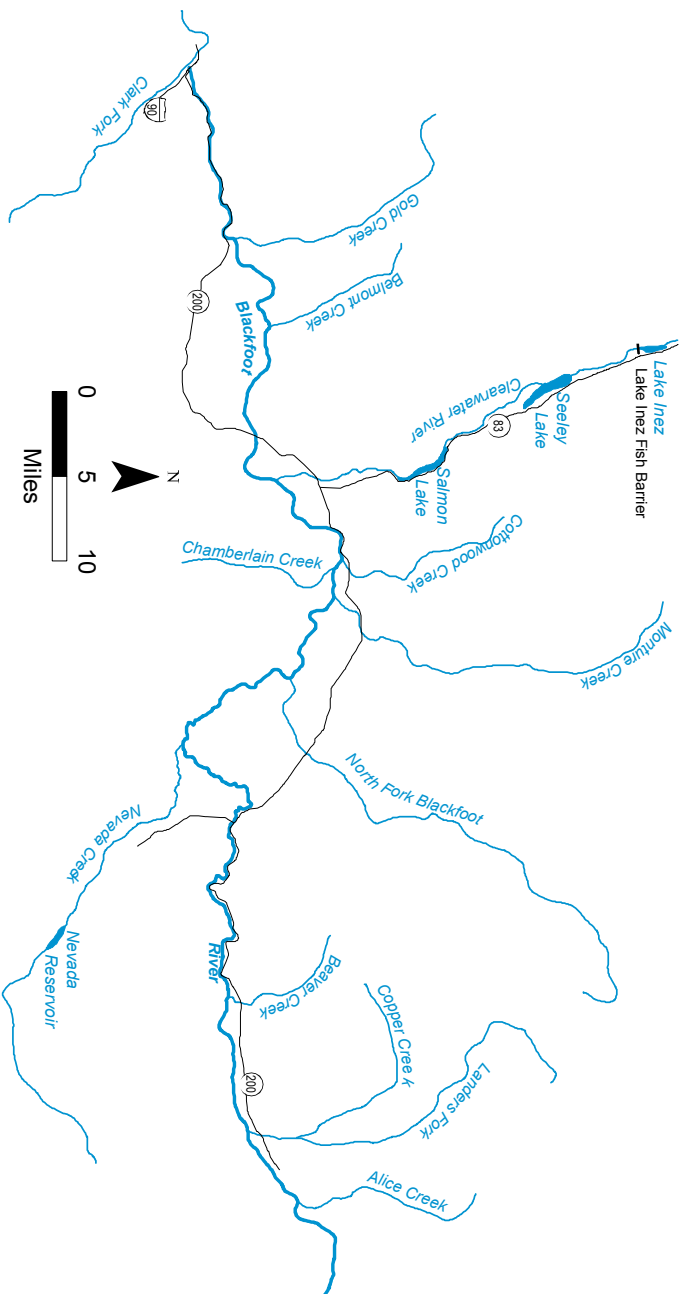 Clark Fork
90
Gold Creek
Belmont Creek
200
Blackfoot
Lake Inez
Lake Inez Fish Barrier
Seeley
Lake
Clearwater River
83
Salmon
Lake
0
5
10
Miles
N
Chamberlain Creek
Cottonwood Creek
Monture Creek
North Fork Blackfoot
Nevada Creek
Nevada
Reservoir
River
Beaver Creek
Copper Creek
Landers Fork
200
Alice Creek